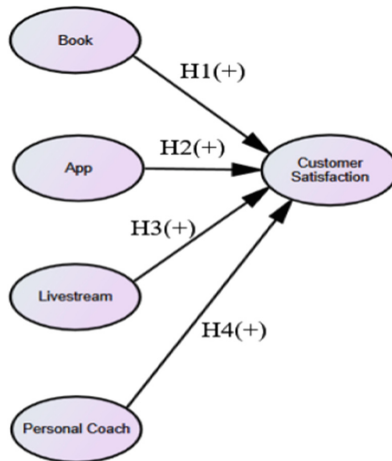 Book
H1(+)
App
H2(+)
Customer
Satisfaction
H3(+)
Livestream
H4(+)
Personal Coach